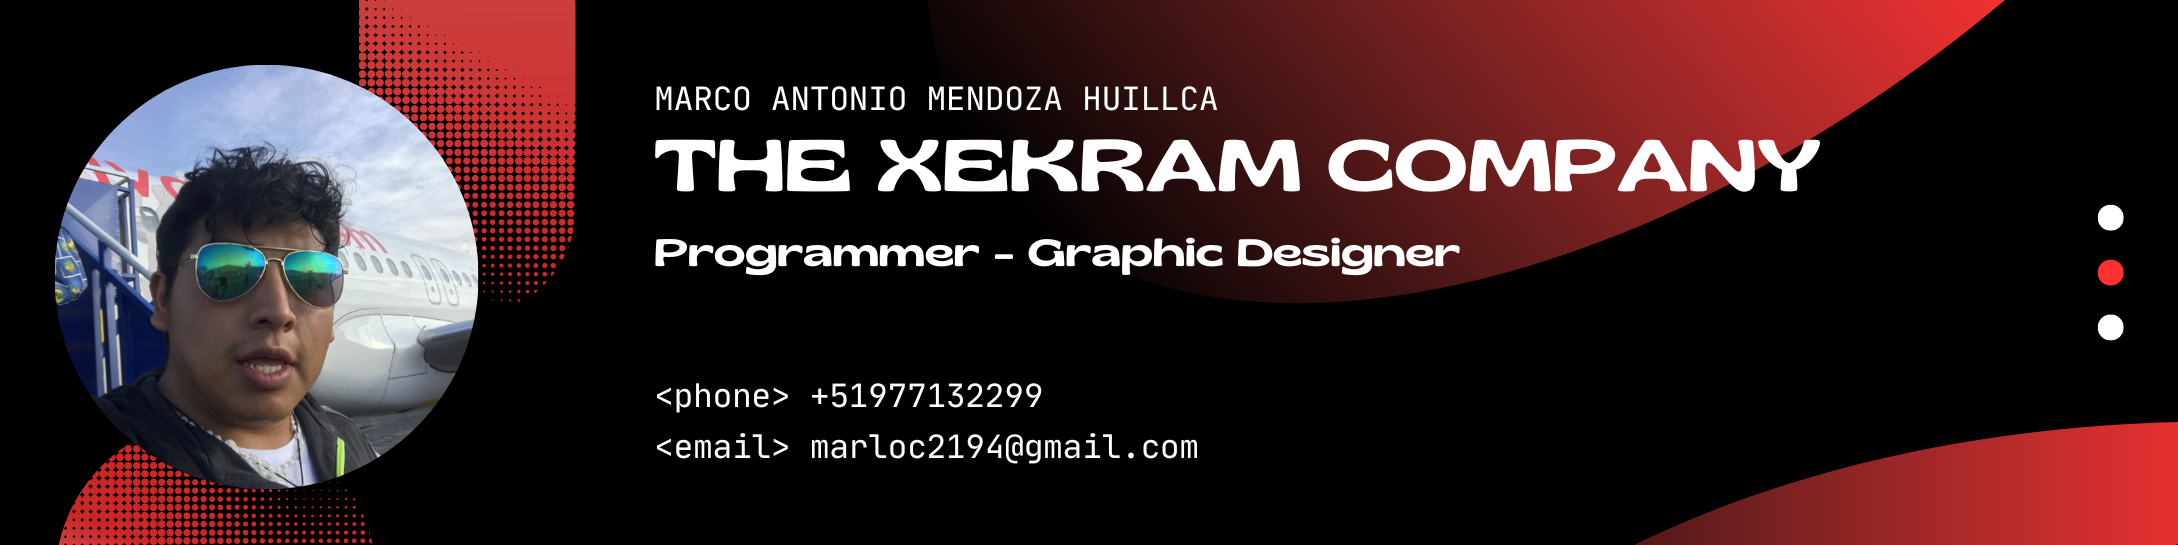 MARCO ANTONIO MENDOZA HUILLCA
THE XEKRAM COMPANY
Programmer - Graphic Designer
<phone> +51977132299
<email> marloc2194@gmail.com